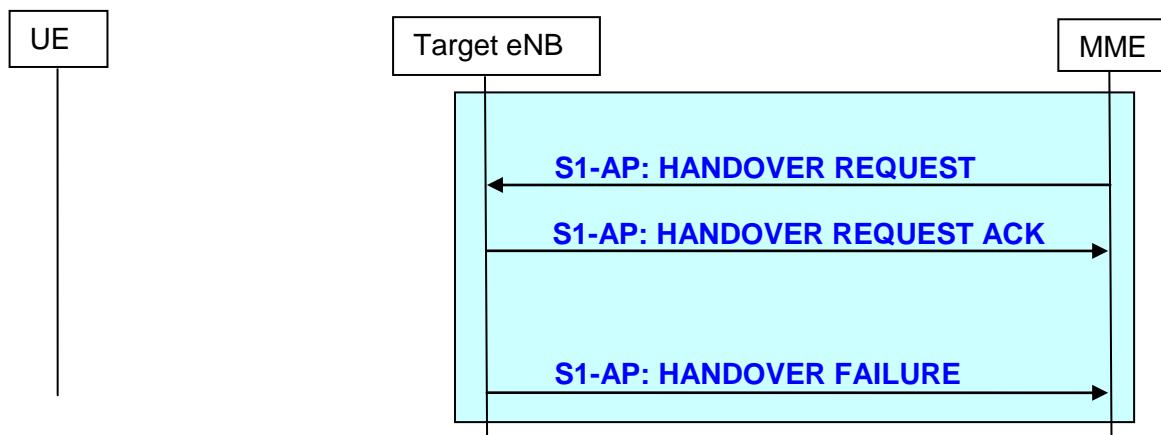 UE
Target eNB
MME
S1-AP: HANDOVER REQUEST
S1-AP: HANDOVER REQUEST ACK
S1-AP: HANDOVER FAILURE